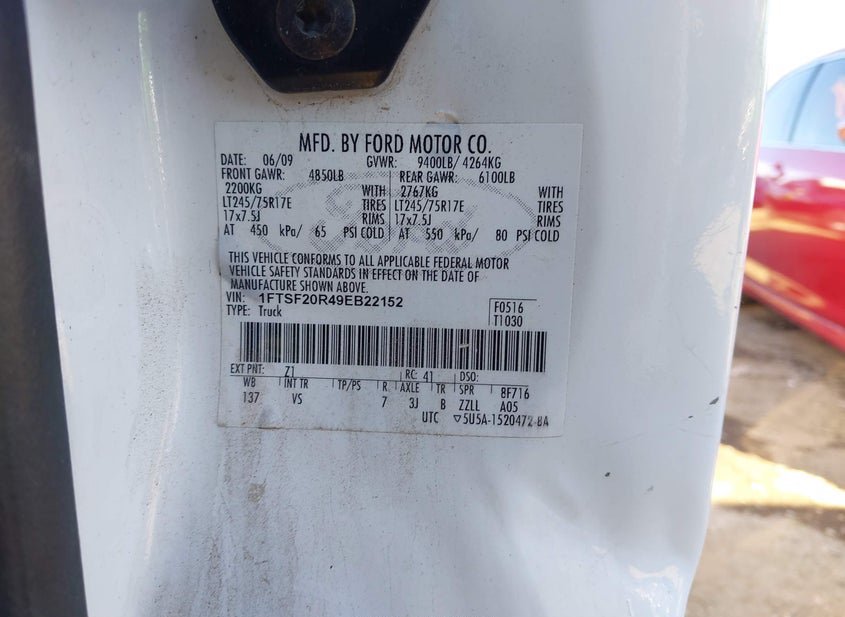 MFD. BY FORD MOTOR CO.
DATE: 06/09 GVWR: 9400LB/ 4264KG
FRONT GAWR: 4850LB REAR GAWR: 6100LB
2200KG WITH 2767KG WITH
LT245/75R17E TIRES LT245/75R17E TIRES
17x7.5J RIMS 17x7.5J RIMS
AT 450 kPa/ 65 PSI COLD AT 550 kPa/ 80 PSI COLD
Ford
THIS VEHICLE CONFORMS TO ALL APPLICABLE FEDERAL MOTOR
VEHICLE SAFETY STANDARDS IN EFFECT ON THE DATE OF
MANUFACTURE SHOWN ABOVE.
VIN: 1FTSF20R49EB22152 F0516
TYPE: Truck T1030
EXT PNT: Z1 RC: 41 DSO:
WB INT TR TP/PS R. AXLE TR SPR 8F716
137 VS 7 3J B ZZLL A05
UTC ▽5U5A-1520472-BA